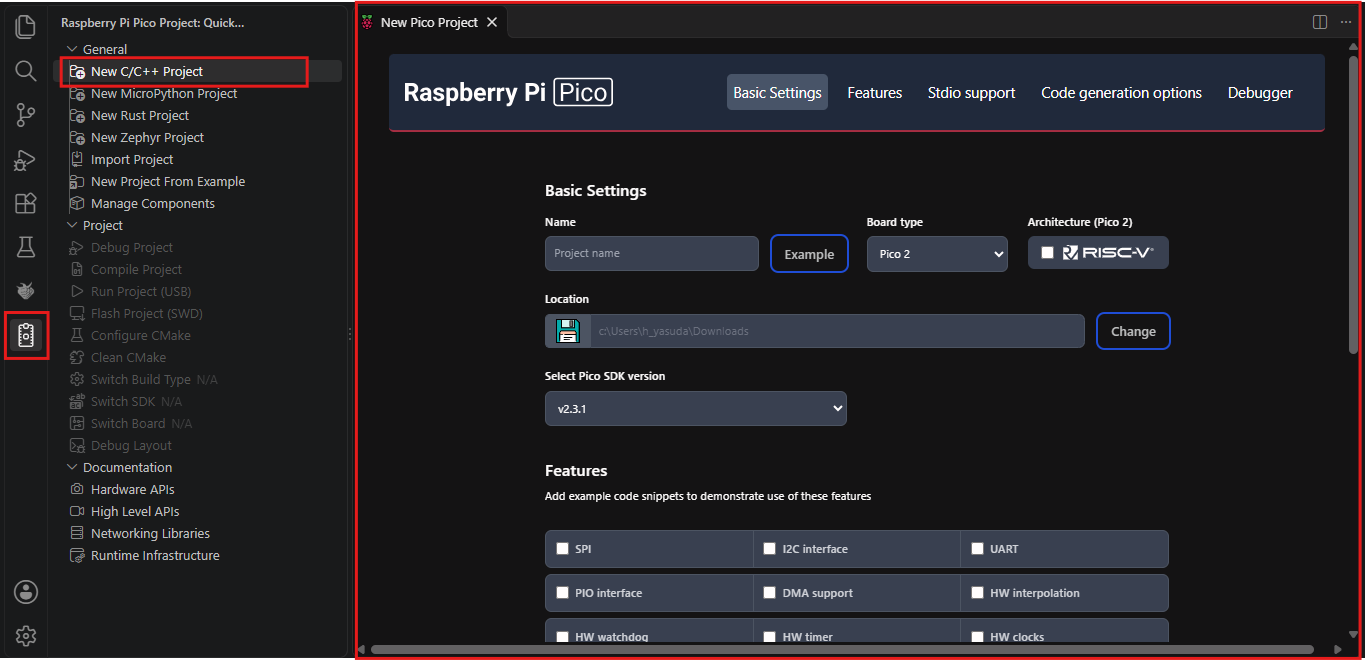 Raspberry Pi Pico Project: Quick...
General
New C/C++ Project
New MicroPython Project
New Rust Project
New Zephyr Project
Import Project
New Project From Example
Manage Components
Project
Debug Project
Compile Project
Run Project (USB)
Flash Project (SWD)
Configure CMake
Clean CMake
Switch Build Type N/A
Switch SDK N/A
Switch Board N/A
Debug Layout
Documentation
Hardware APIs
High Level APIs
Networking Libraries
Runtime Infrastructure
New Pico Project
Raspberry Pi Pico
Basic Settings Features Stdio support Code generation options Debugger
Basic Settings
Name Board type Architecture (Pico 2)
Project name Example Pico 2 RISC-V
Location
c:\Users\h_yasuda\Downloads Change
Select Pico SDK version
v2.3.1
Features
Add example code snippets to demonstrate use of these features
SPI I2C interface UART
PIO interface DMA support HW interpolation
HW watchdog HW timer HW clocks